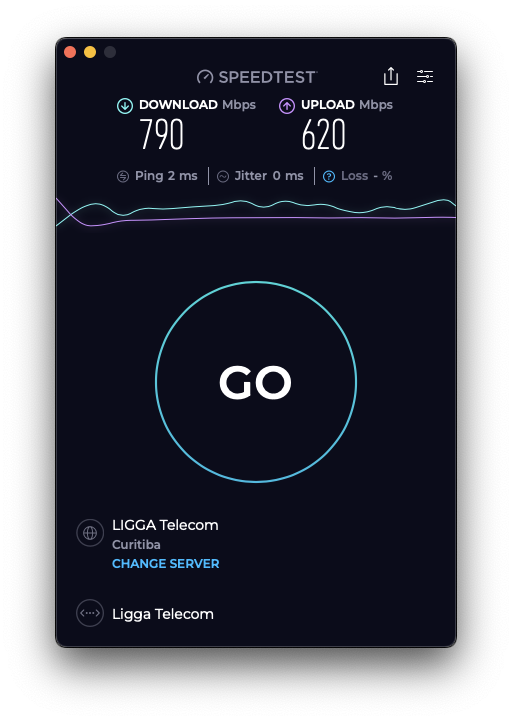 SPEEDTEST
DOWNLOAD Mbps UPLOAD Mbps
790 620
Ping 2 ms Jitter 0 ms ? Loss - %
GO
LIGGA Telecom
Curitiba
CHANGE SERVER
Ligga Telecom